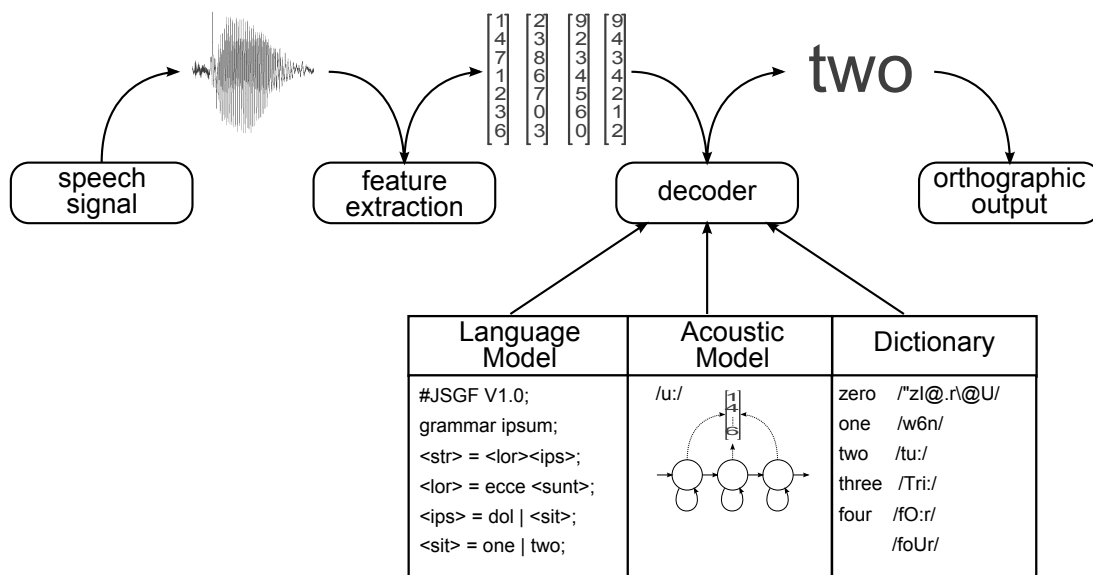 1 2 9 9
4 3 2 4
7 8 3 3
1 6 4 4
2 7 5 2
3 0 6 1
6 3 0 2
two
speech
signal
feature
extraction
decoder
orthographic
output
Language
Model
Acoustic
Model
Dictionary
#JSGF V1.0;
grammar ipsum;
<str> = <lor><ips>;
<lor> = ecce <sunt>;
<ips> = dol | <sit>;
<sit> = one | two;
/u:/
1
4
6
zero /"zI@.r\@U/
one /w6n/
two /tu:/
three /Tri:/
four /fO:r/
/foUr/